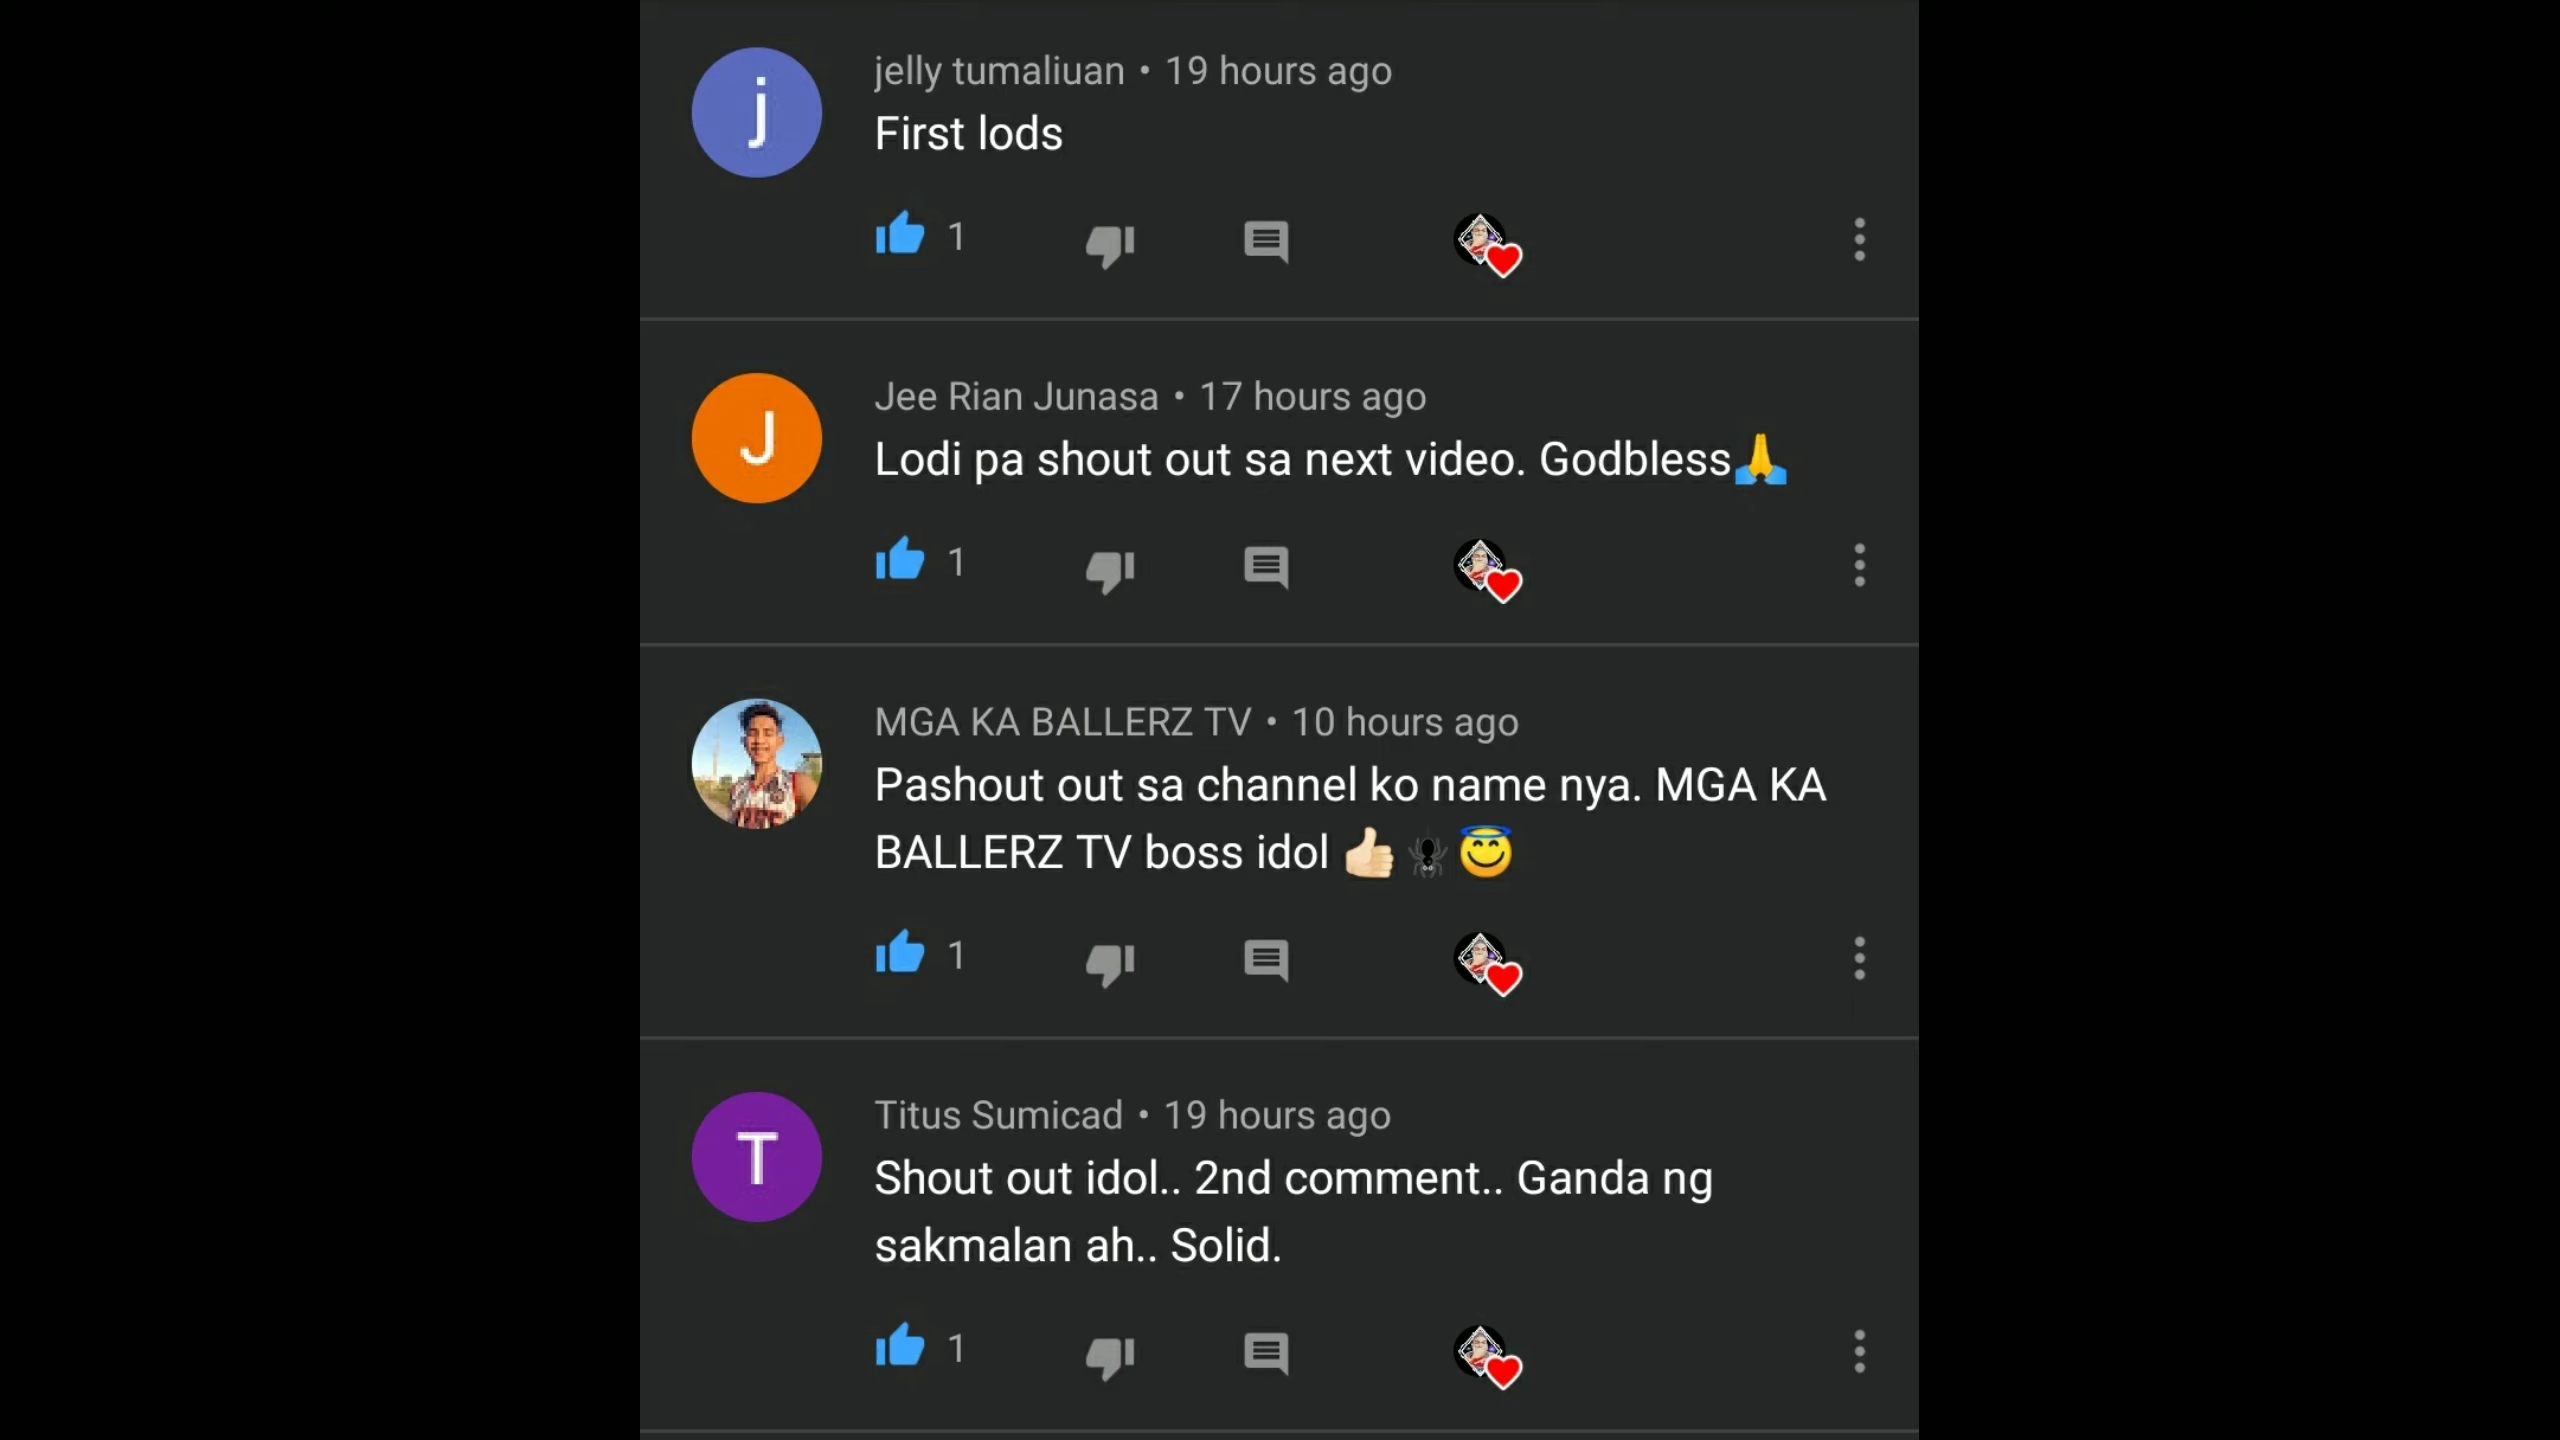 j
jelly tumaliuan • 19 hours ago
First lods
1
J
Jee Rian Junasa • 17 hours ago
Lodi pa shout out sa next video. Godbless🙏
1
MGA KA BALLERZ TV • 10 hours ago
Pashout out sa channel ko name nya. MGA KA
BALLERZ TV boss idol 👍🏻🕷️😇
1
T
Titus Sumicad • 19 hours ago
Shout out idol.. 2nd comment.. Ganda ng
sakmalan ah.. Solid.
1